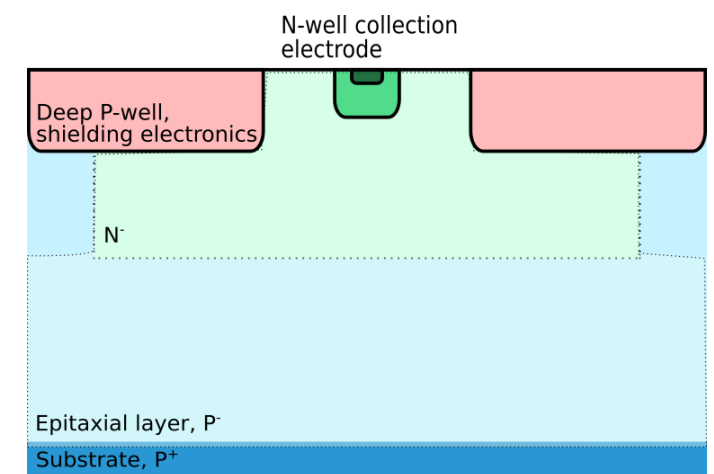 N-well collection
electrode
Deep P-well,
shielding electronics
N⁻
Epitaxial layer, P⁻
Substrate, P⁺